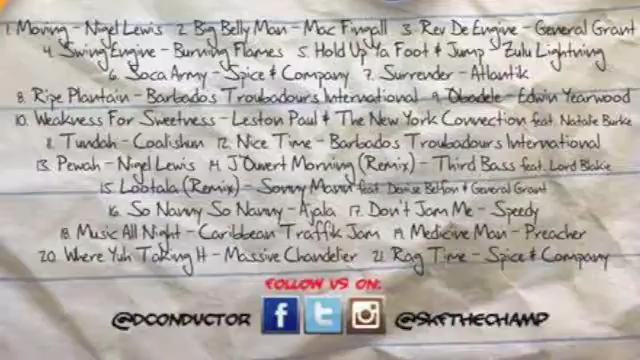 1. Moving - Nigel Lewis 2. Big Belly Man - Mac Fingall 3. Rev De Engine - General Grant
4. Swing Engine - Burning Flames 5. Hold Up Ya Foot & Jump - Zulu Lightning
6. Soca Army - Spice & Company 7. Surrender - Atlantik
8. Ripe Plantain - Barbados Troubadours International 9. Obadele - Edwin Yearwood
10. Weakness For Sweetness - Leston Paul & The New York Connection feat. Natalie Burke
11. Tundah - Coalishun 12. Nice Time - Barbados Troubadours International
13. Pewah - Nigel Lewis 14. J'Ouvert Morning (Remix) - Third Bass feat. Lord Blakie
15. Lootala (Remix) - Sonny Mann feat. Denise Belfon & General Grant
16. So Nanny So Nanny - Ajala 17. Don't Jam Me - Speedy
18. Music All Night - Caribbean Traffik Jam 19. Medicine Man - Preacher
20. Where Yuh Taking It - Massive Chandelier 21. Rag Time - Spice & Company
FOLLOW US ON:
@DCONDUCTOR f t @SKFTHECHAMP